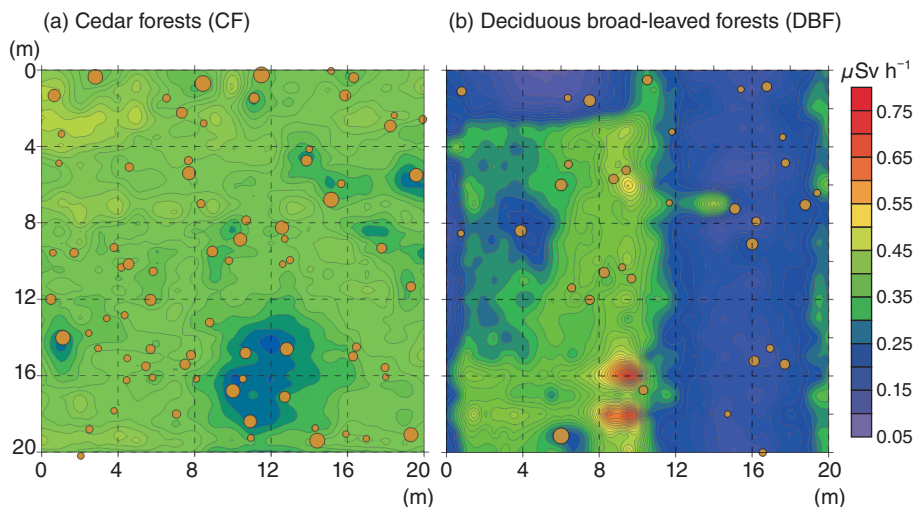 (a) Cedar forests (CF)
(b) Deciduous broad-leaved forests (DBF)
(m)
µSv h⁻¹
0
4
8
12
16
20
0 4 8 12 16 20
(m)
0 4 8 12 16 20
(m)
0.75
0.65
0.55
0.45
0.35
0.25
0.15
0.05